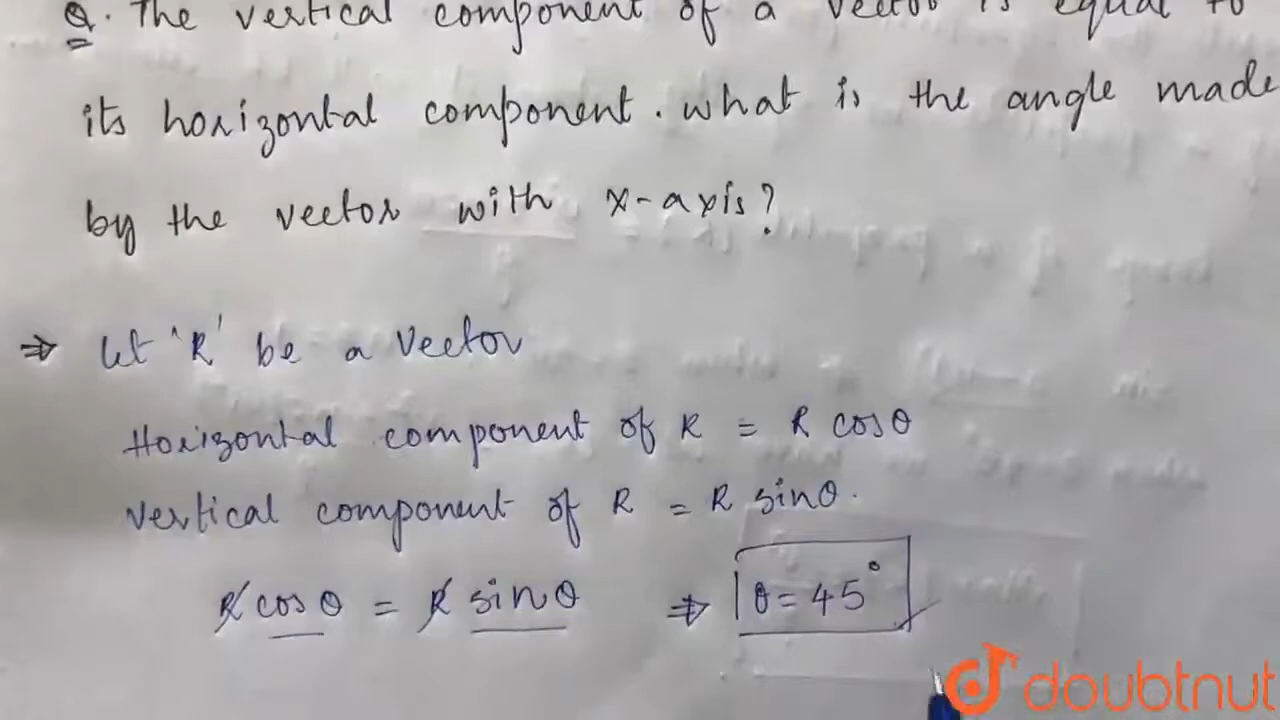 Q. The vertical component of a vector is equal to
its horizontal component. what is the angle made
by the vector with x-axis?
⇒ let 'R' be a vector
Horizontal component of R = R cosθ
vertical component of R = R sinθ.
R cosθ = R sinθ ⇒ θ = 45°
doubtnut